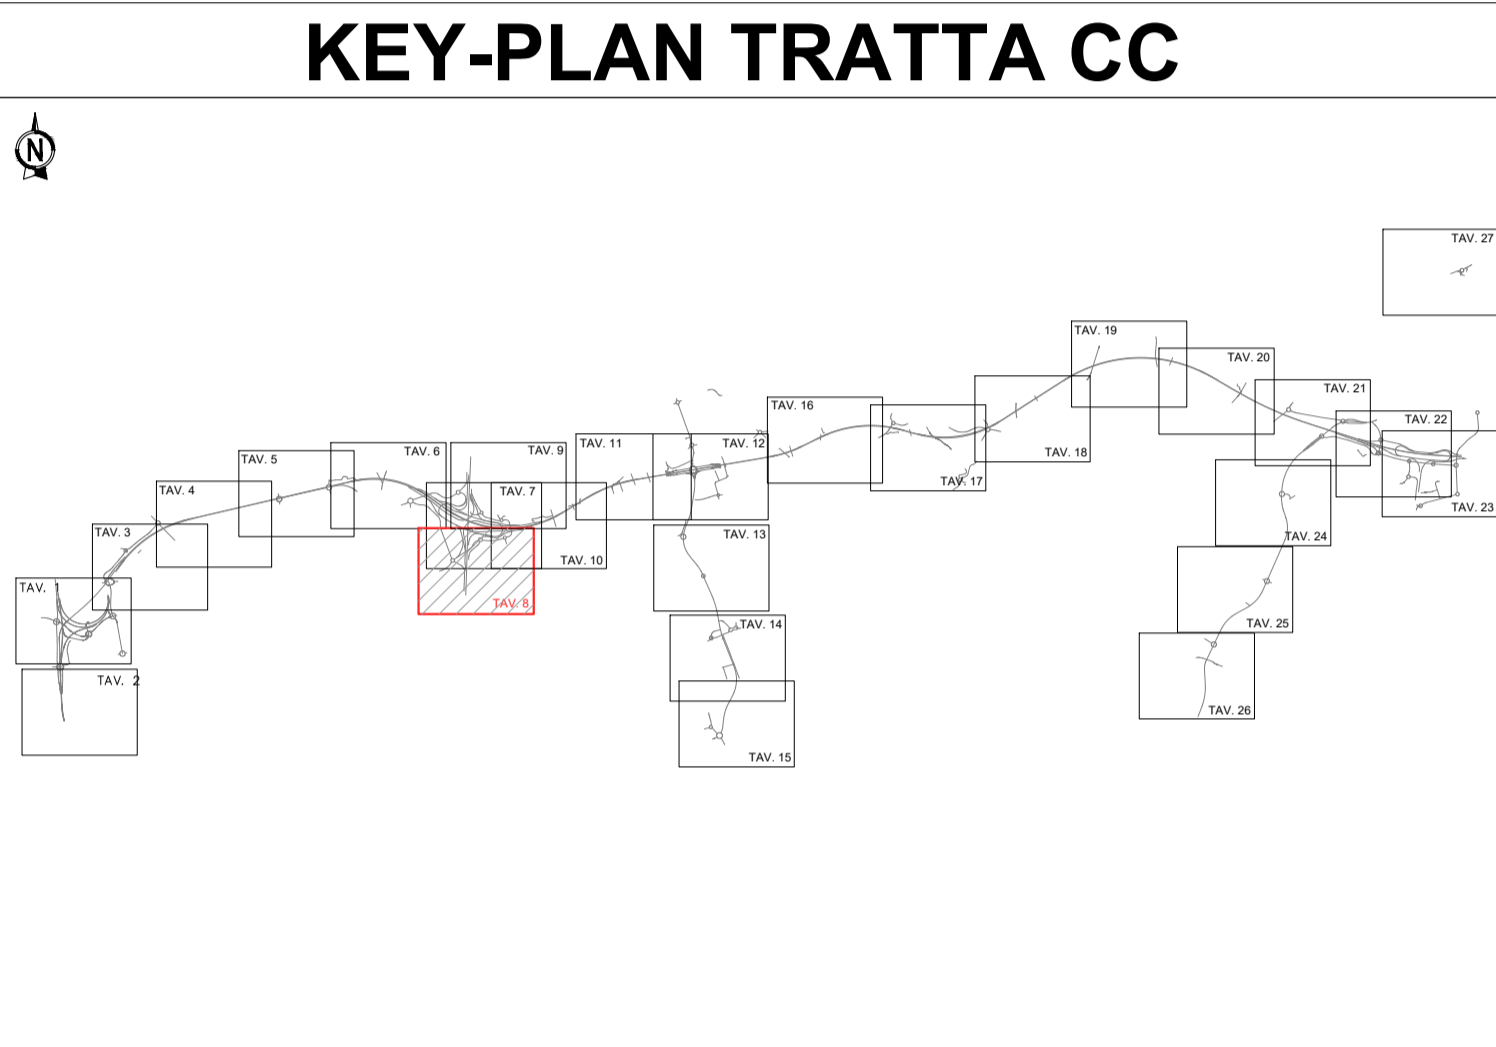 KEY-PLAN TRATTA CC
N
TAV. 27
TAV. 19
TAV. 20
TAV. 21
TAV. 16
TAV. 22
TAV. 11
TAV. 12
TAV. 6
TAV. 9
TAV. 18
TAV. 5
TAV. 17
TAV. 4
TAV. 7
TAV. 23
TAV. 3
TAV. 13
TAV. 24
TAV. 10
TAV. 1
TAV. 8
TAV. 14
TAV. 25
TAV. 2
TAV. 26
TAV. 15